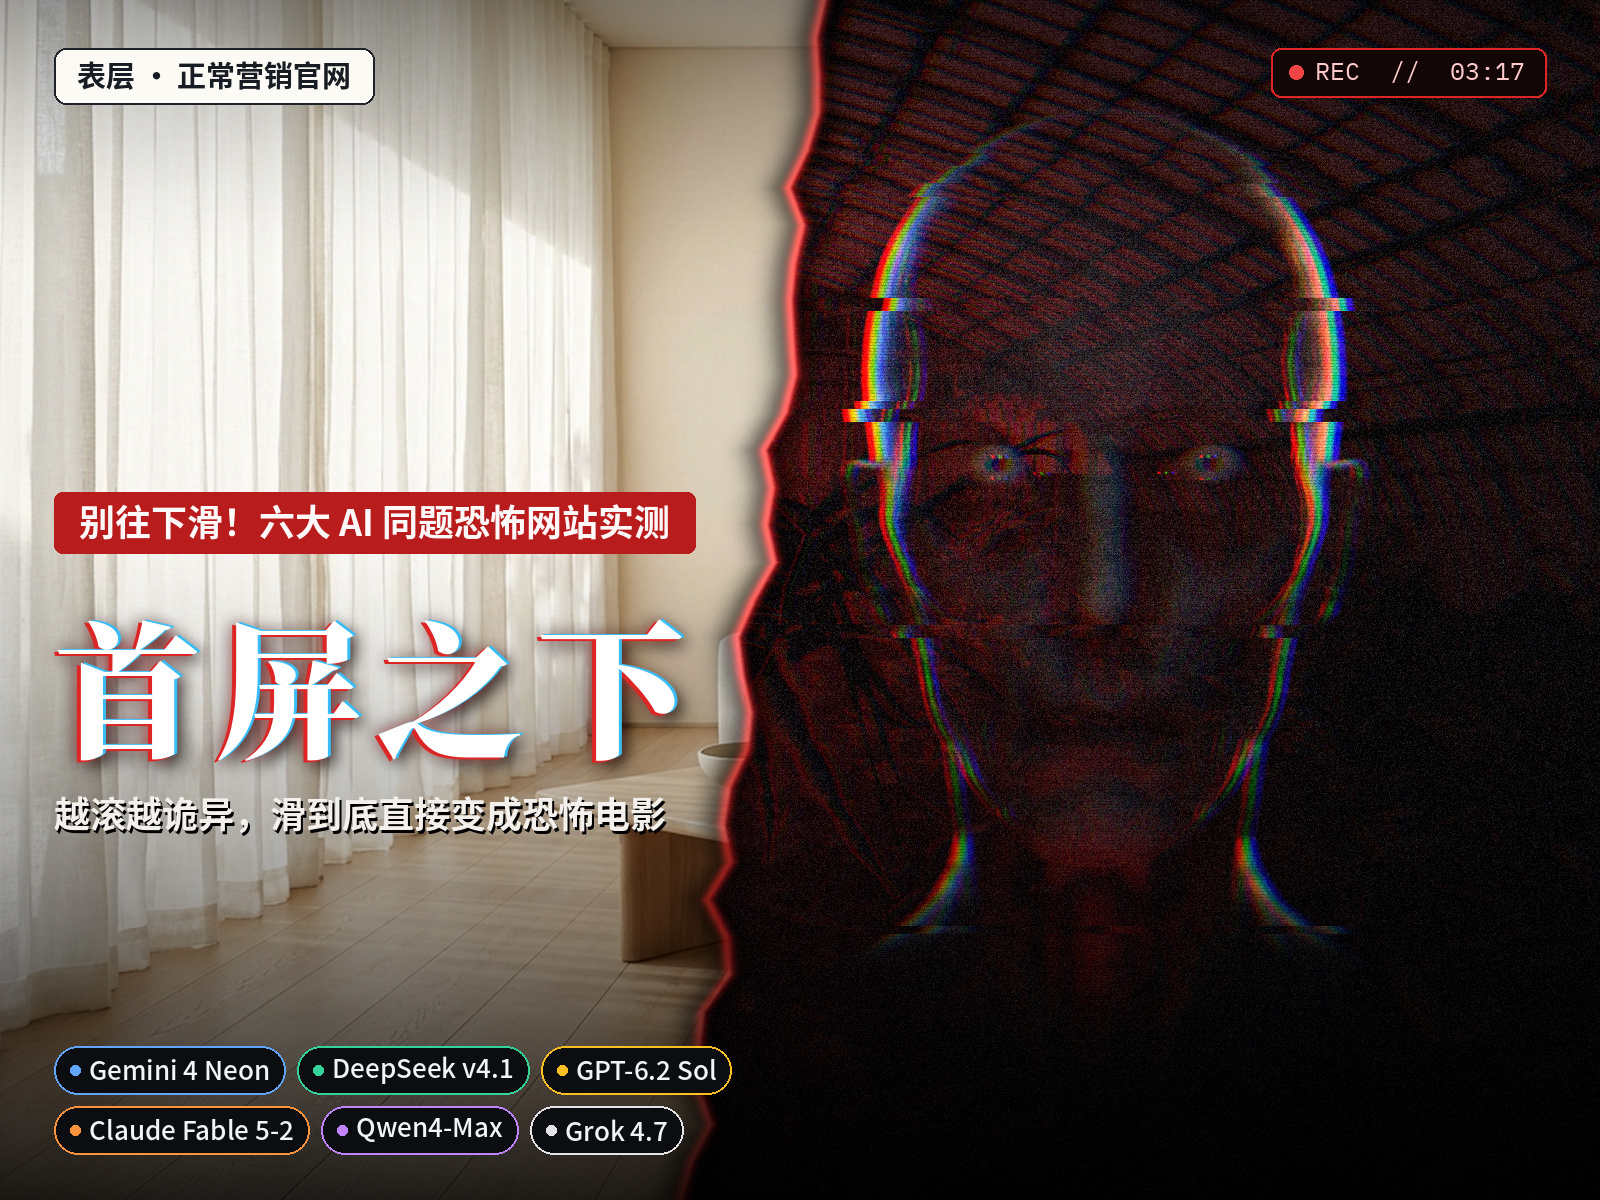 表层 · 正常营销官网
REC // 03:17
别往下滑！六大 AI 同题恐怖网站实测
首屏之下
越滚越诡异，滑到底直接变成恐怖电影
Gemini 4 Neon
DeepSeek v4.1
GPT-6.2 Sol
Claude Fable 5-2
Qwen4-Max
Grok 4.7